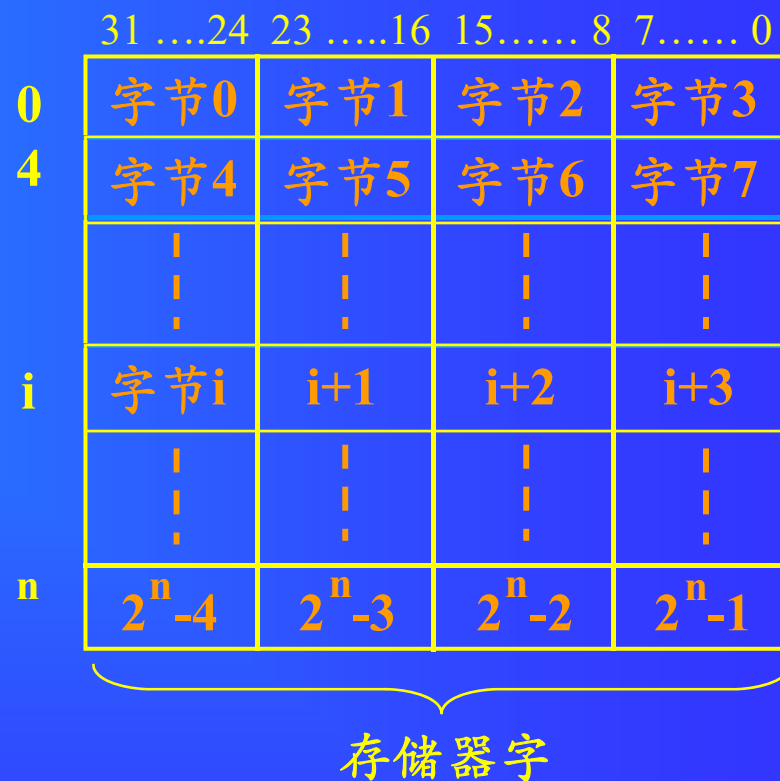 31 ….24 23 …..16 15…… 8 7…… 0
0 字节0 字节1 字节2 字节3
4 字节4 字节5 字节6 字节7
i 字节i i+1 i+2 i+3
n 2ⁿ-4 2ⁿ-3 2ⁿ-2 2ⁿ-1
存储器字